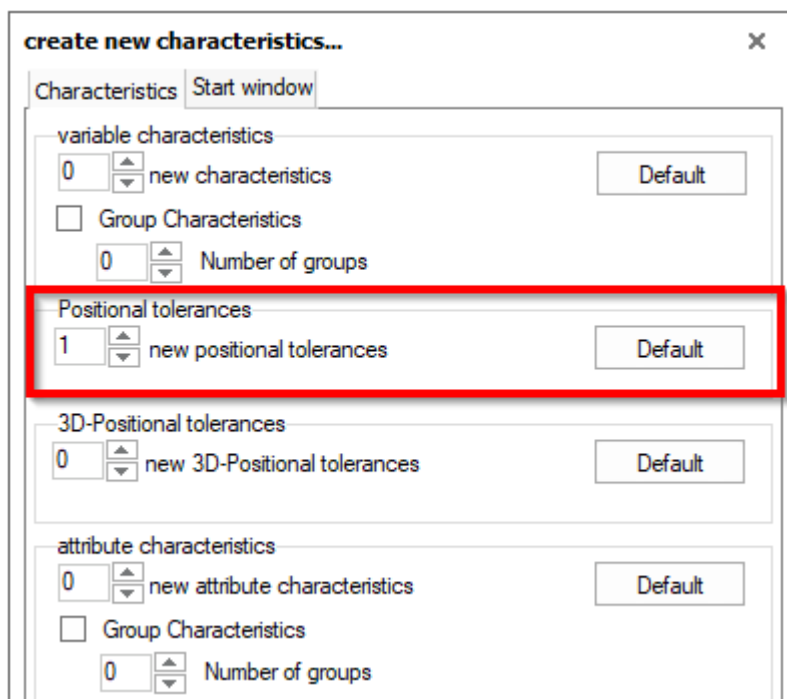 create new characteristics...
Characteristics Start window
variable characteristics
0 new characteristics Default
Group Characteristics
0 Number of groups
Positional tolerances
1 new positional tolerances Default
3D-Positional tolerances
0 new 3D-Positional tolerances Default
attribute characteristics
0 new attribute characteristics Default
Group Characteristics
0 Number of groups